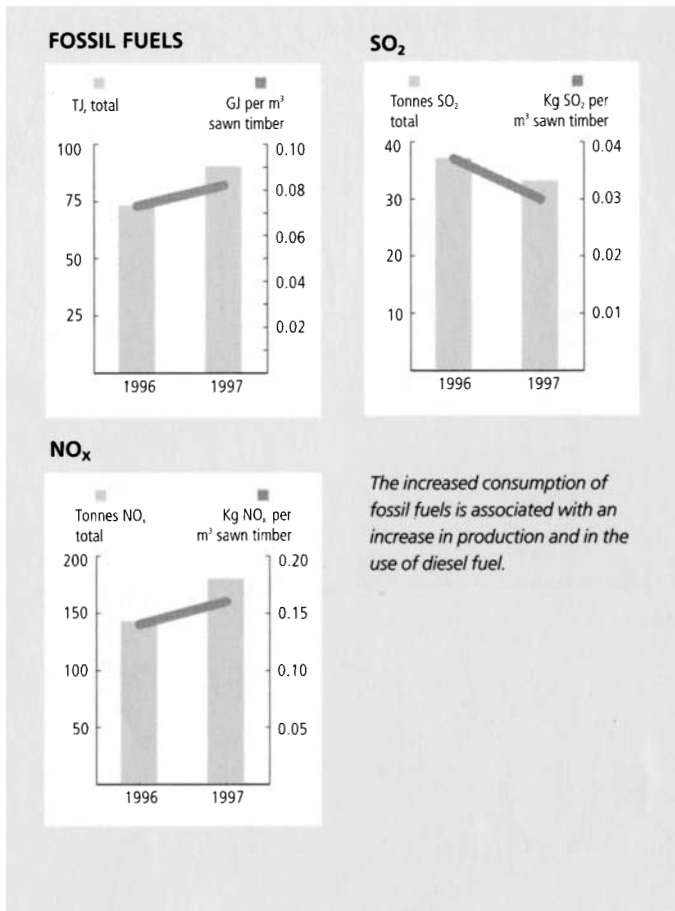 FOSSIL FUELS
TJ, total
GJ per m³
sawn timber
100
75
50
25
0.10
0.08
0.06
0.04
0.02
1996
1997
SO₂
Tonnes SO₂
total
Kg SO₂ per
m³ sawn timber
40
30
20
10
0.04
0.03
0.02
0.01
1996
1997
NOₓ
Tonnes NOₓ
total
Kg NOₓ per
m³ sawn timber
200
150
100
50
0.20
0.15
0.10
0.05
1996
1997
The increased consumption of
fossil fuels is associated with an
increase in production and in the
use of diesel fuel.